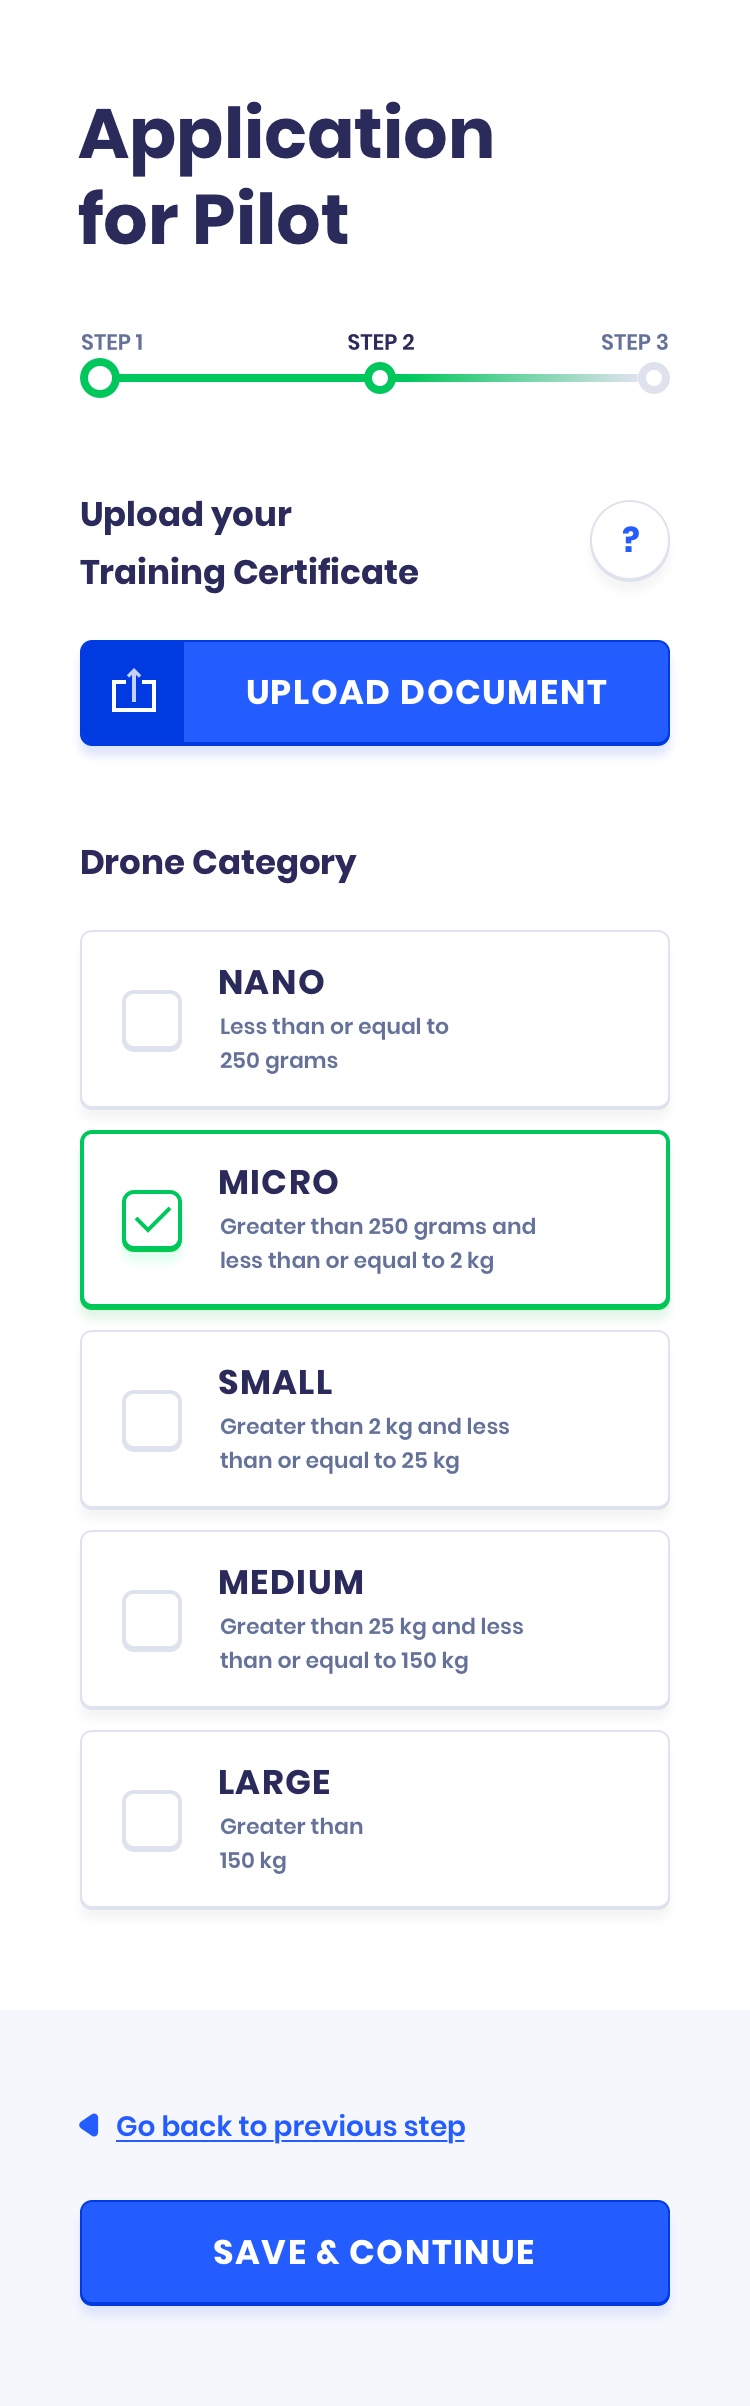 Application
for Pilot
STEP 1 STEP 2 STEP 3
Upload your
Training Certificate
?
UPLOAD DOCUMENT
Drone Category
NANO
Less than or equal to
250 grams
MICRO
Greater than 250 grams and
less than or equal to 2 kg
SMALL
Greater than 2 kg and less
than or equal to 25 kg
MEDIUM
Greater than 25 kg and less
than or equal to 150 kg
LARGE
Greater than
150 kg
Go back to previous step
SAVE & CONTINUE